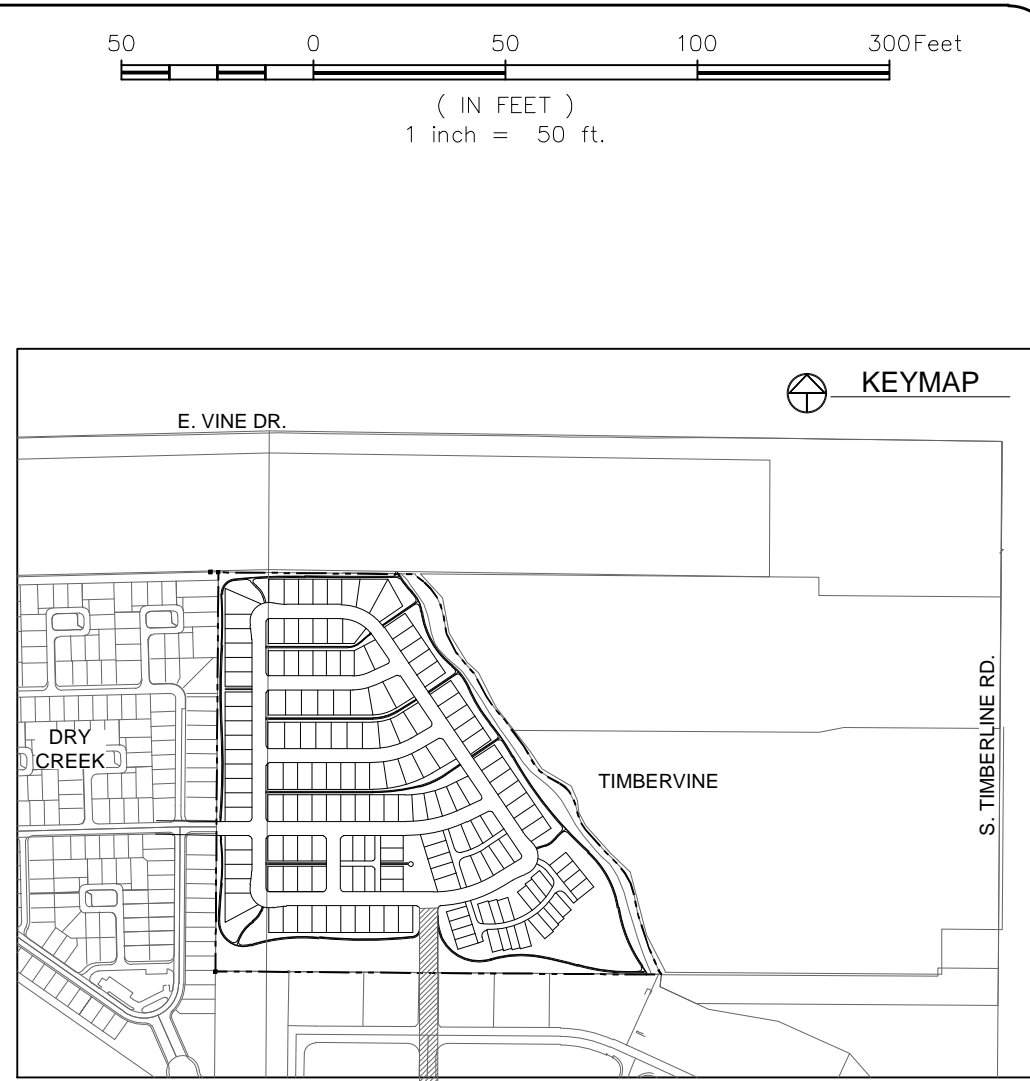 50 0 50 100 300Feet
( IN FEET )
1 inch = 50 ft.
KEYMAP
E. VINE DR.
DRY
CREEK
TIMBERVINE
S. TIMBERLINE RD.